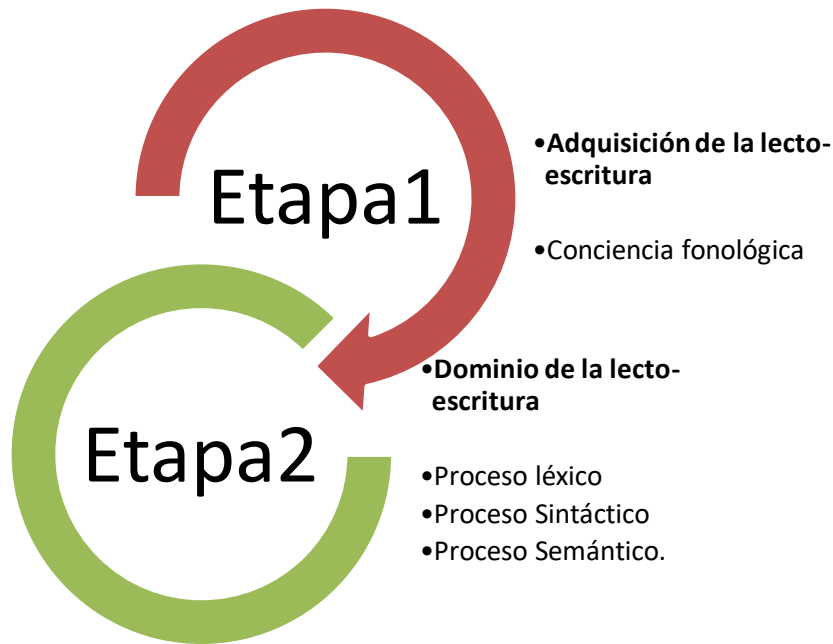 Etapa1
•Adquisición de la lecto-
escritura
•Conciencia fonológica
Etapa2
•Dominio de la lecto-
escritura
•Proceso léxico
•Proceso Sintáctico
•Proceso Semántico.